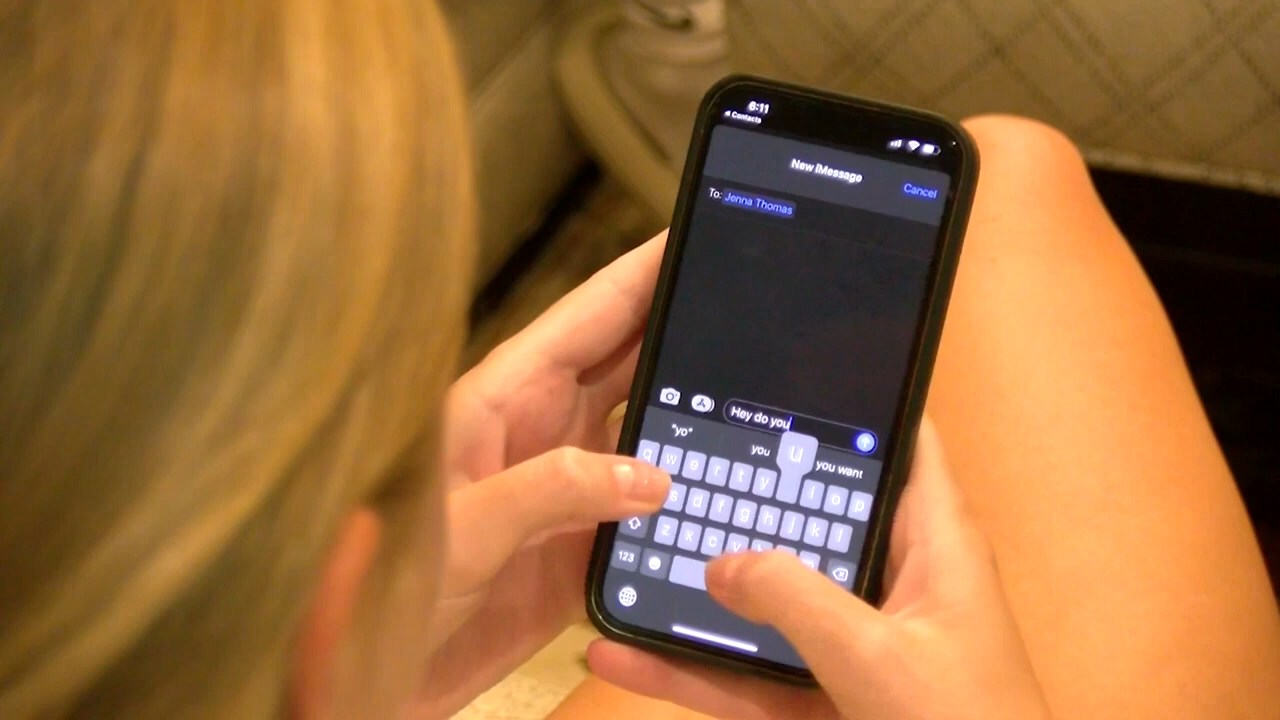 6:11
Contacts
New iMessage
Cancel
To: Jenna Thomas
Hey do you
"yo" you you want
q w e r t y U i o p
s d f g h j k l
z x c v
123